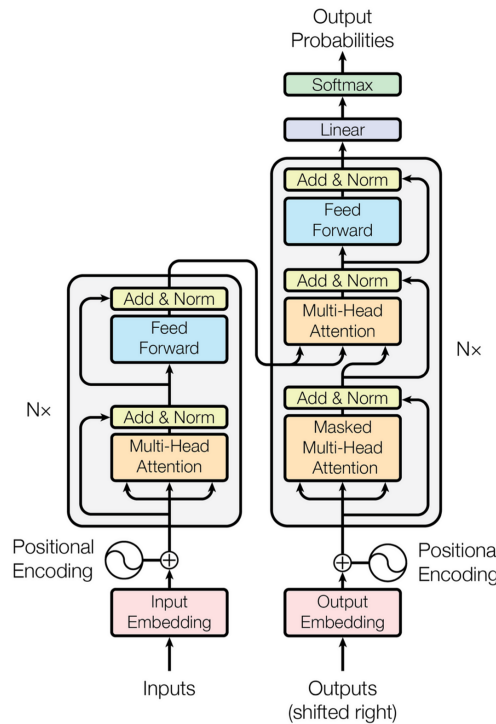 Output
Probabilities
Softmax
Linear
Add & Norm
Feed
Forward
Add & Norm
Multi-Head
Attention
N×
Add & Norm
Masked
Multi-Head
Attention
Add & Norm
Feed
Forward
N×
Add & Norm
Multi-Head
Attention
Positional
Encoding
Positional
Encoding
Input
Embedding
Output
Embedding
Inputs
Outputs
(shifted right)